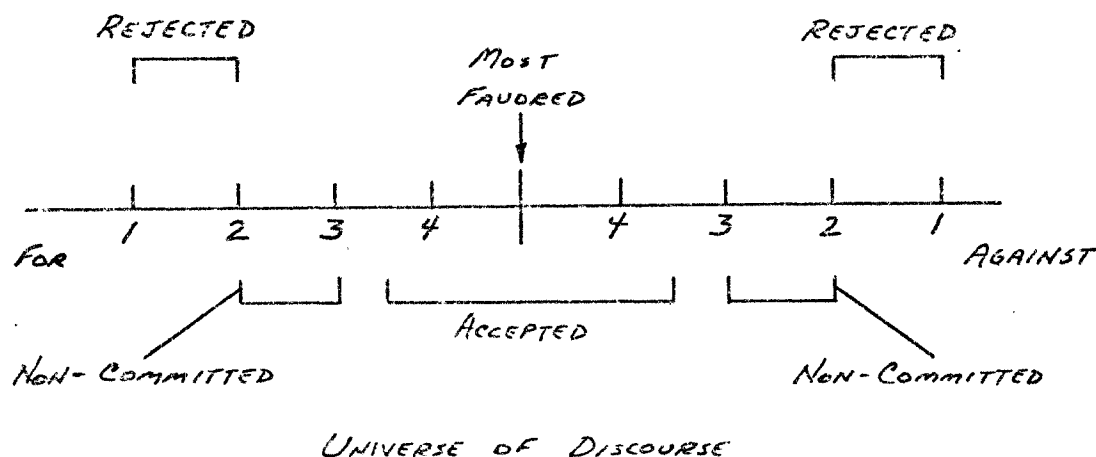 REJECTED REJECTED
MOST
FAVORED
1 2 3 4 4 3 2 1
FOR AGAINST
ACCEPTED
NON-COMMITTED NON-COMMITTED
UNIVERSE OF DISCOURSE